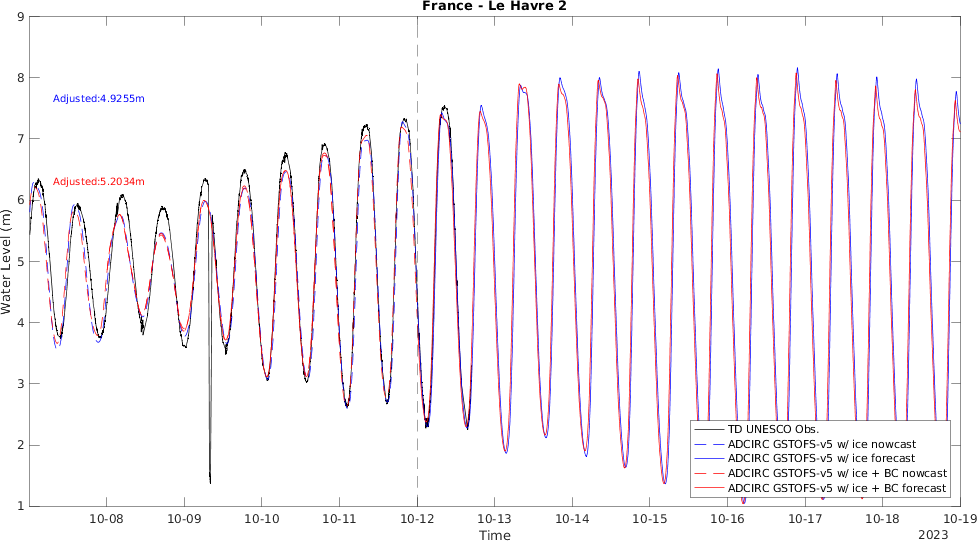 France - Le Havre 2
9
8
7
6
5
4
3
2
1
Water Level (m)
Adjusted:4.9255m
Adjusted:5.2034m
TD UNESCO Obs.
ADCIRC GSTOFS-v5 w/ ice nowcast
ADCIRC GSTOFS-v5 w/ ice forecast
ADCIRC GSTOFS-v5 w/ ice + BC nowcast
ADCIRC GSTOFS-v5 w/ ice + BC forecast
10-08 10-09 10-10 10-11 10-12 10-13 10-14 10-15 10-16 10-17 10-18 10-19
Time
2023